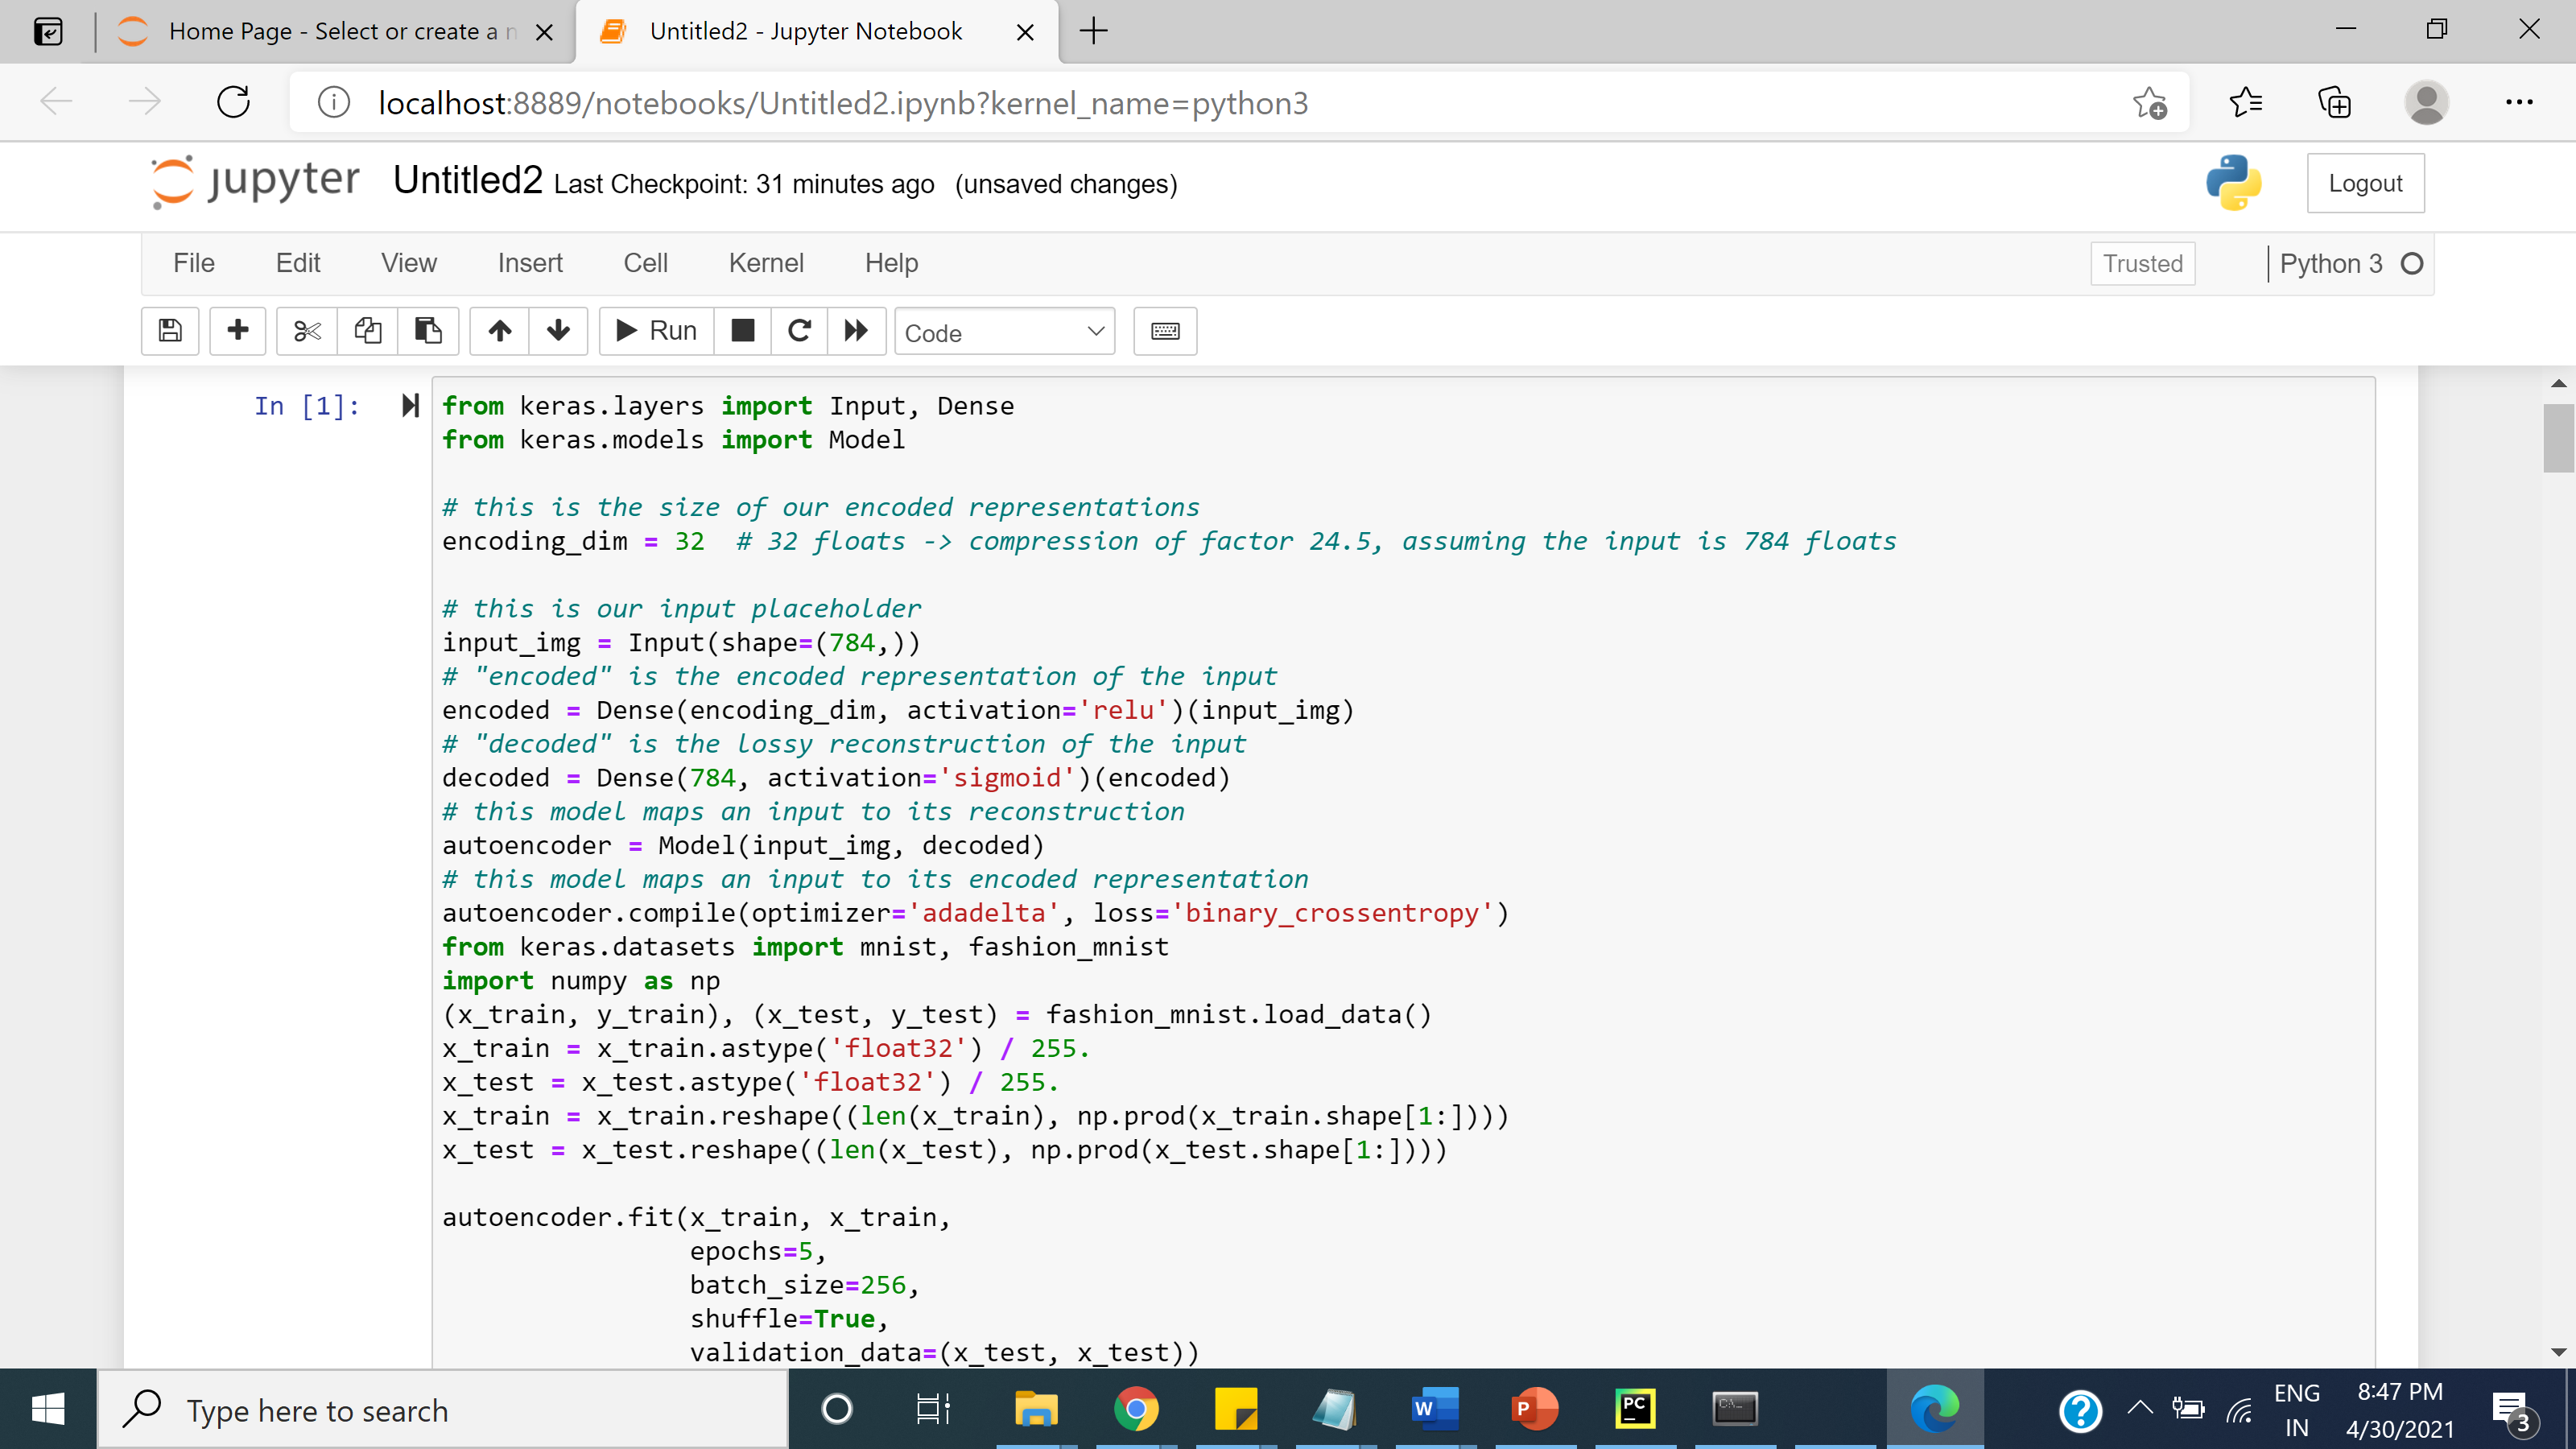 Home Page - Select or create a n
Untitled2 - Jupyter Notebook
localhost:8889/notebooks/Untitled2.ipynb?kernel_name=python3
jupyter Untitled2 Last Checkpoint: 31 minutes ago (unsaved changes)
Logout
File Edit View Insert Cell Kernel Help
Trusted
Python 3
Run
Code
In [1]:
from keras.layers import Input, Dense
from keras.models import Model
# this is the size of our encoded representations
encoding_dim = 32  # 32 floats -> compression of factor 24.5, assuming the input is 784 floats
# this is our input placeholder
input_img = Input(shape=(784,))
# "encoded" is the encoded representation of the input
encoded = Dense(encoding_dim, activation='relu')(input_img)
# "decoded" is the lossy reconstruction of the input
decoded = Dense(784, activation='sigmoid')(encoded)
# this model maps an input to its reconstruction
autoencoder = Model(input_img, decoded)
# this model maps an input to its encoded representation
autoencoder.compile(optimizer='adadelta', loss='binary_crossentropy')
from keras.datasets import mnist, fashion_mnist
import numpy as np
(x_train, y_train), (x_test, y_test) = fashion_mnist.load_data()
x_train = x_train.astype('float32') / 255.
x_test = x_test.astype('float32') / 255.
x_train = x_train.reshape((len(x_train), np.prod(x_train.shape[1:])))
x_test = x_test.reshape((len(x_test), np.prod(x_test.shape[1:])))
autoencoder.fit(x_train, x_train,
epochs=5,
batch_size=256,
shuffle=True,
validation_data=(x_test, x_test))
Type here to search
W
P
PC
ENG
IN
8:47 PM
4/30/2021
3